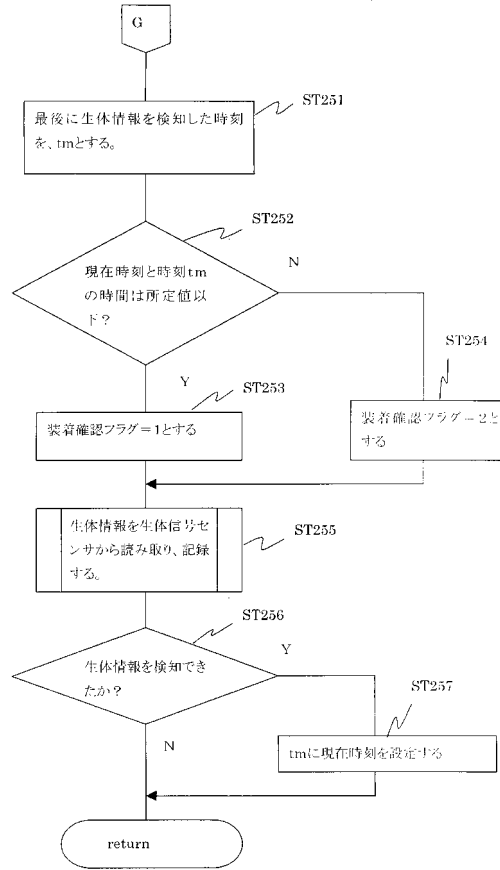 G
ST251
最後に生体情報を検知した時刻
を、tmとする。
ST252
現在時刻と時刻tm
の時間は所定値以
下？
N
ST254
Y
ST253
装着確認フラグ＝1とする
装着確認フラグ＝2と
する
生体情報を生体信号セ
ンサから読み取り、記録
する。
ST255
ST256
生体情報を検知でき
たか？
Y
ST257
N
tmに現在時刻を設定する
return